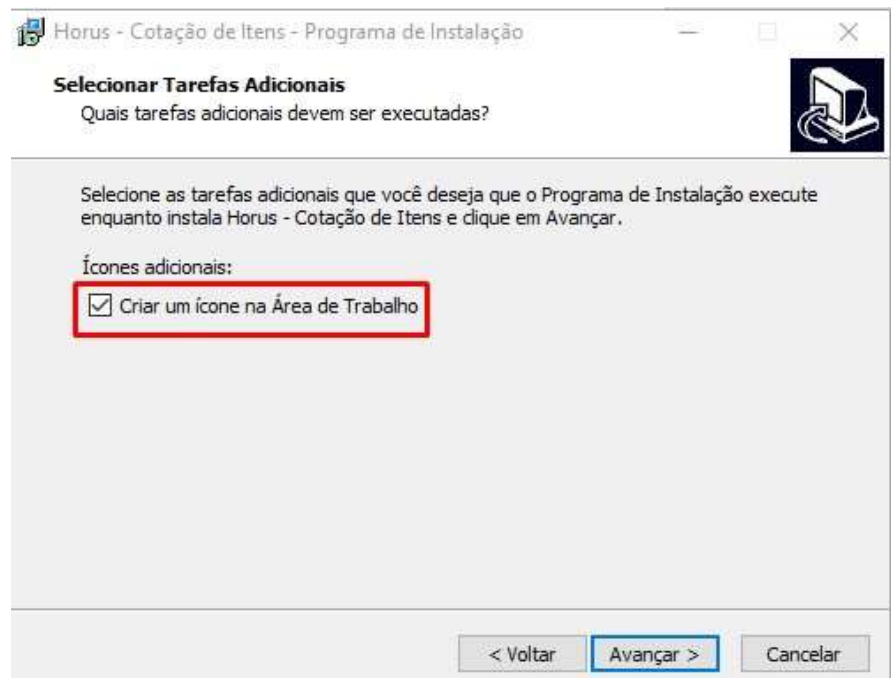 Horus - Cotação de Itens - Programa de Instalação
Selecionar Tarefas Adicionais
Quais tarefas adicionais devem ser executadas?
Selecione as tarefas adicionais que você deseja que o Programa de Instalação execute
enquanto instala Horus - Cotação de Itens e clique em Avançar.
Ícones adicionais:
Criar um ícone na Área de Trabalho
< Voltar
Avançar >
Cancelar